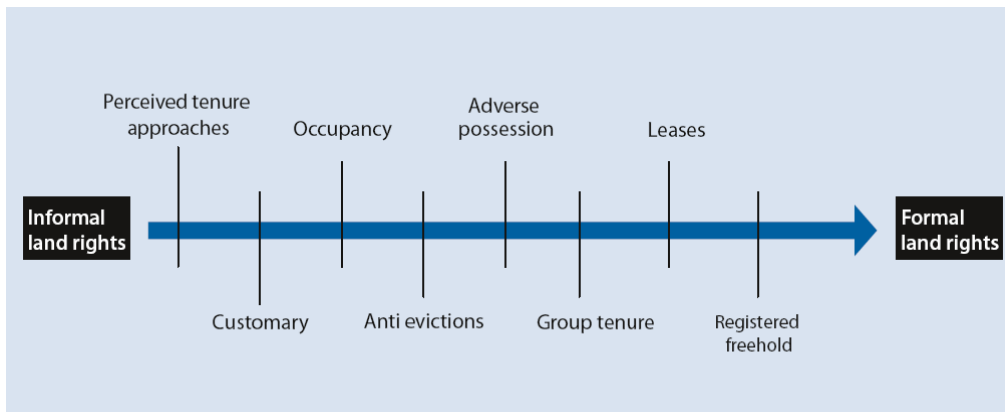 Perceived tenure
approaches
Occupancy
Adverse
possession
Leases
Informal
land rights
Formal
land rights
Customary
Anti evictions
Group tenure
Registered
freehold